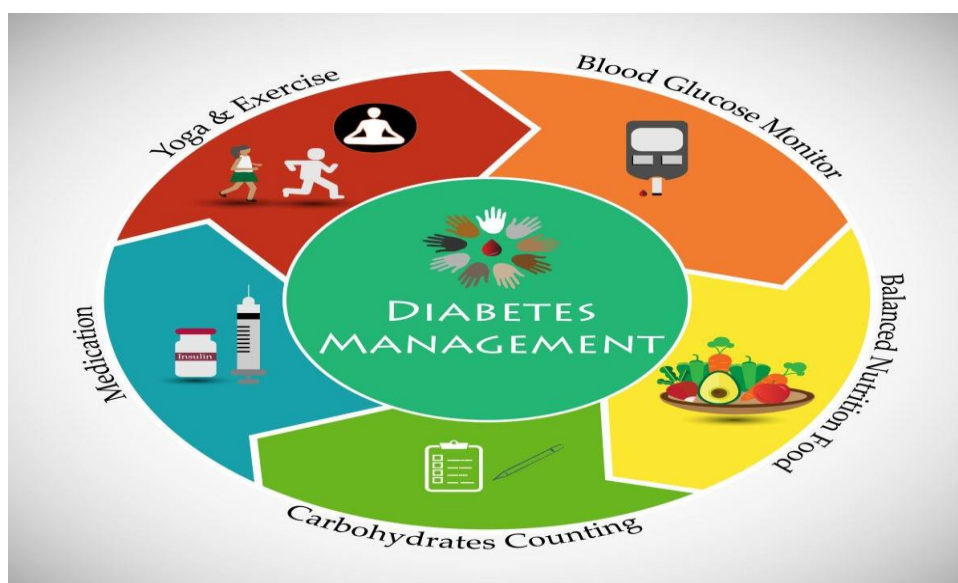 Yoga & Exercise
Blood Glucose Monitor
Balanced Nutrition Food
Carbohydrates Counting
Medication
Insulin
DIABETES
MANAGEMENT